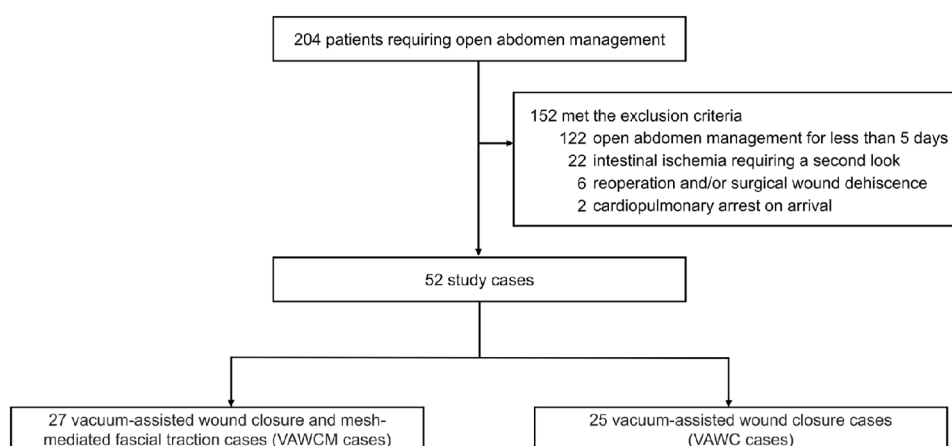 204 patients requiring open abdomen management
152 met the exclusion criteria
122 open abdomen management for less than 5 days
22 intestinal ischemia requiring a second look
6 reoperation and/or surgical wound dehiscence
2 cardiopulmonary arrest on arrival
52 study cases
27 vacuum-assisted wound closure and mesh-
mediated fascial traction cases (VAWCM cases)
25 vacuum-assisted wound closure cases
(VAWC cases)